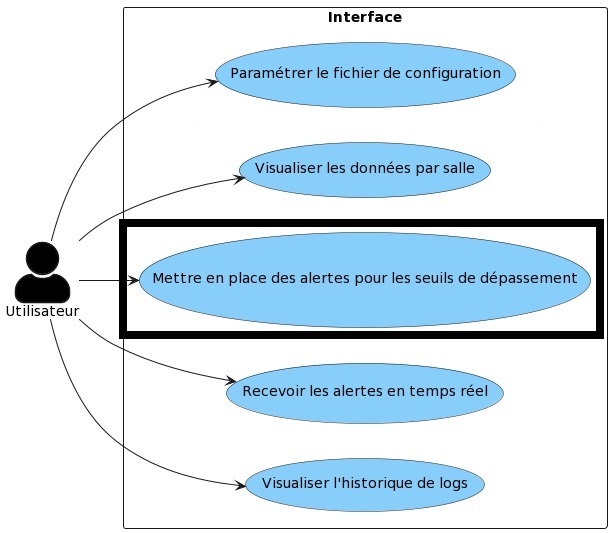 Interface
Paramétrer le fichier de configuration
Visualiser les données par salle
Mettre en place des alertes pour les seuils de dépassement
Utilisateur
Recevoir les alertes en temps réel
Visualiser l'historique de logs